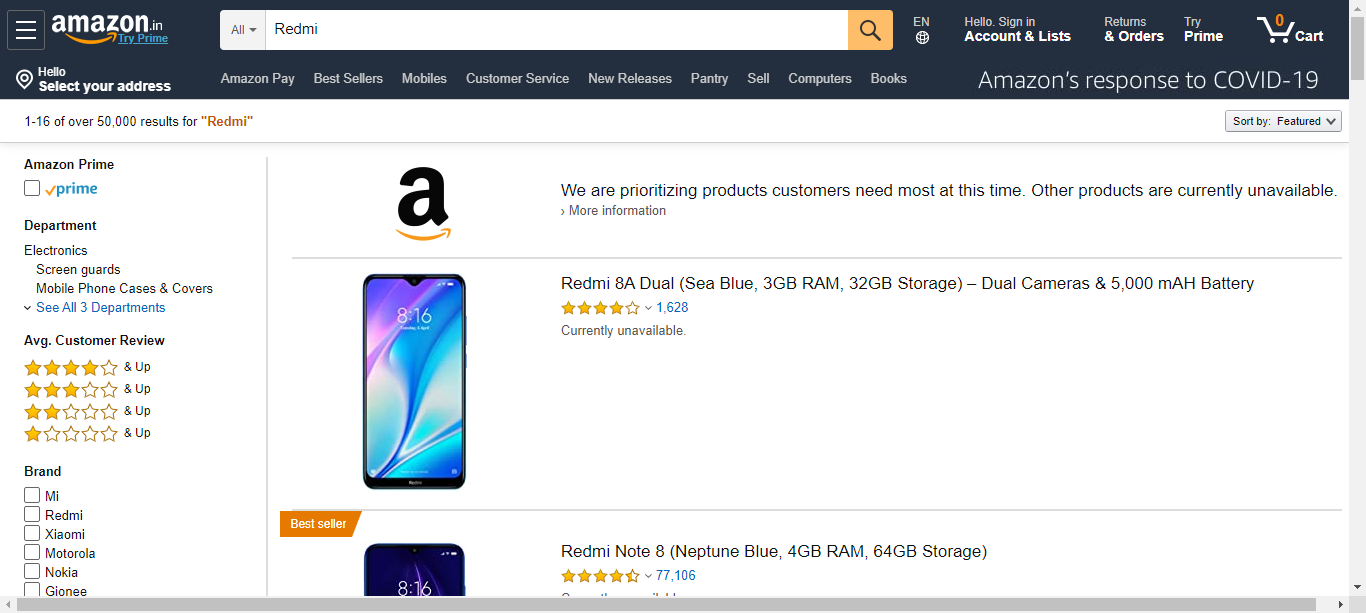 amazon.in
Try Prime
All
Redmi
EN
Hello. Sign in
Account & Lists
Returns
& Orders
Try
Prime
0
Cart
Hello
Select your address
Amazon Pay Best Sellers Mobiles Customer Service New Releases Pantry Sell Computers Books
Amazon's response to COVID-19
1-16 of over 50,000 results for "Redmi"
Sort by: Featured
Amazon Prime
prime
Department
Electronics
Screen guards
Mobile Phone Cases & Covers
See All 3 Departments
Avg. Customer Review
& Up
& Up
& Up
& Up
Brand
Mi
Redmi
Xiaomi
Motorola
Nokia
Gionee
a
We are prioritizing products customers need most at this time. Other products are currently unavailable.
› More information
8:16
Redmi
Redmi 8A Dual (Sea Blue, 3GB RAM, 32GB Storage) – Dual Cameras & 5,000 mAH Battery
1,628
Currently unavailable.
Best seller
8:16
Redmi Note 8 (Neptune Blue, 4GB RAM, 64GB Storage)
77,106